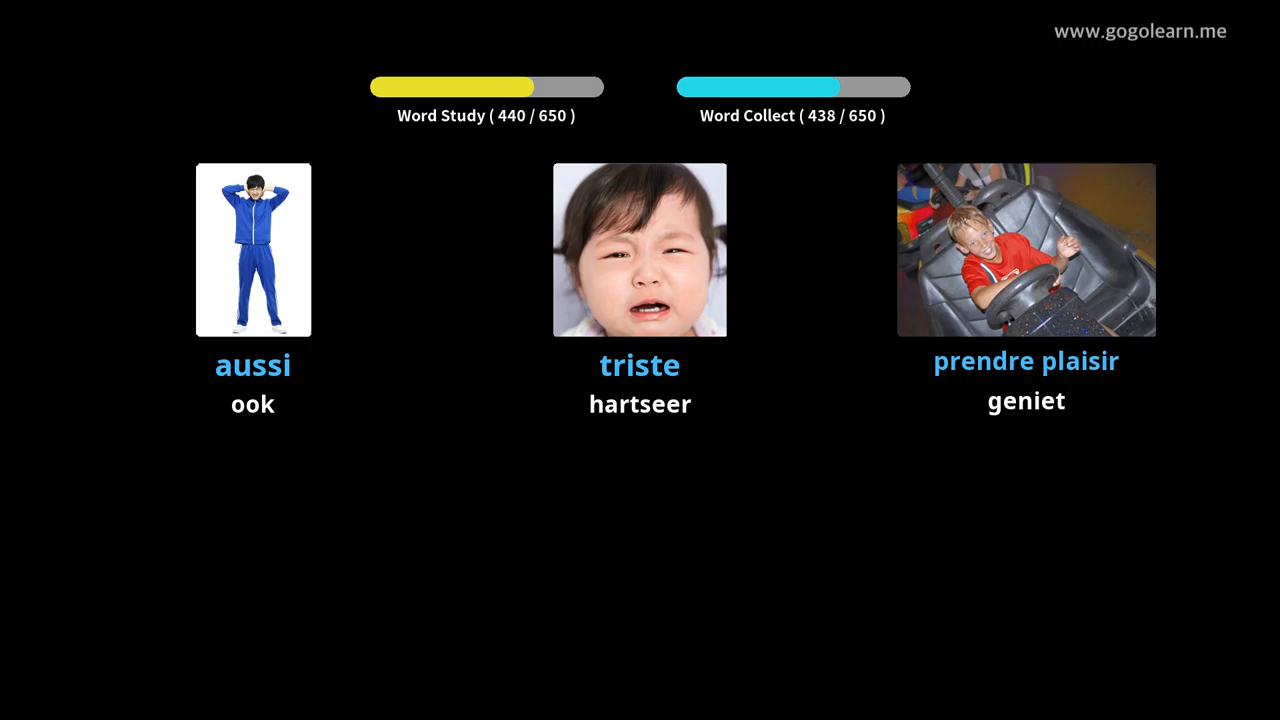 www.gogolearn.me
Word Study ( 440 / 650 )
Word Collect ( 438 / 650 )
aussi
ook
triste
hartseer
prendre plaisir
geniet